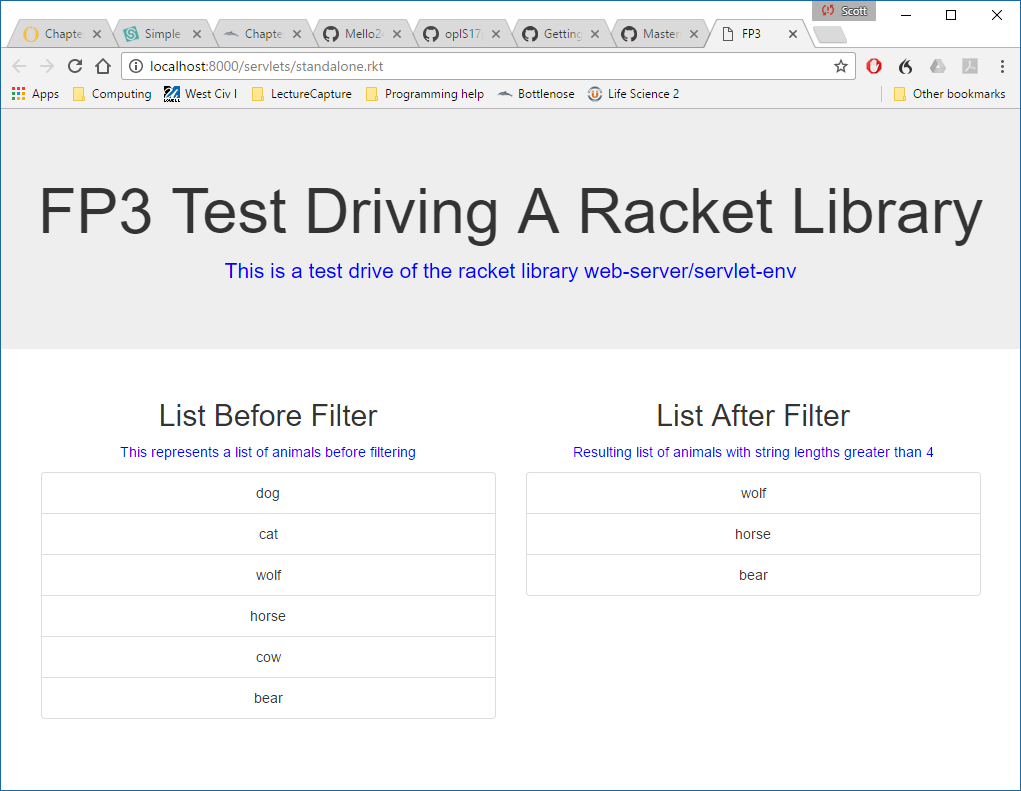 Scott
Chapte
Simple
Chapte
Mello2
opIS17
Getting
Master
FP3
localhost:8000/servlets/standalone.rkt
Apps
Computing
West Civ I
LectureCapture
Programming help
Bottlenose
Life Science 2
Other bookmarks
FP3 Test Driving A Racket Library
This is a test drive of the racket library web-server/servlet-env
List Before Filter
This represents a list of animals before filtering
dog
cat
wolf
horse
cow
bear
List After Filter
Resulting list of animals with string lengths greater than 4
wolf
horse
bear